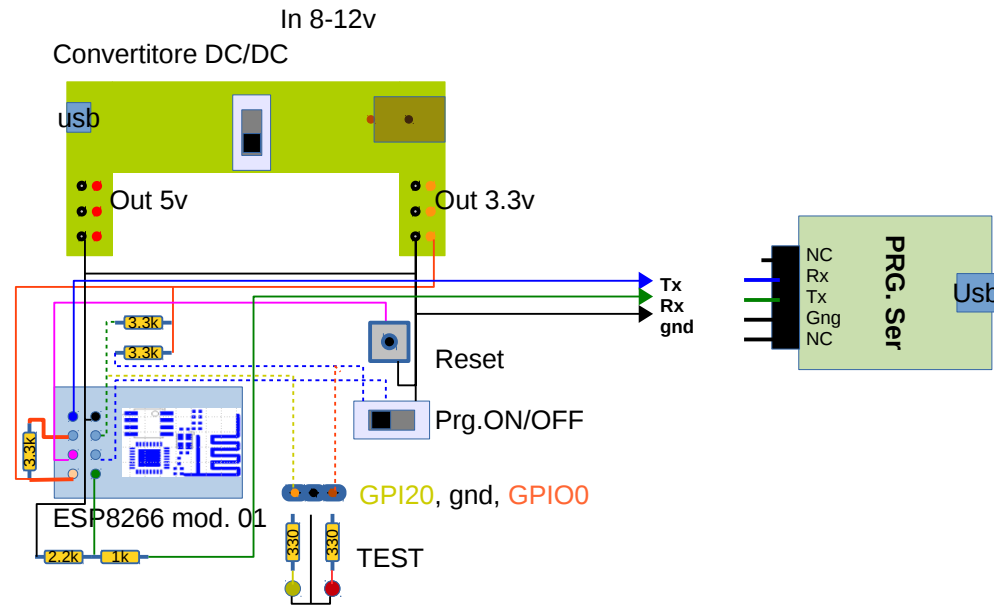 In 8-12v
Convertitore DC/DC
usb
Out 5v
Out 3.3v
NC
Rx
Tx
Gng
NC
PRG. Ser
Usb
Tx
Rx
gnd
3.3k
3.3k
Reset
Prg.ON/OFF
3.3k
GPI20, gnd, GPIO0
ESP8266 mod. 01
330
330
TEST
2.2k
1k